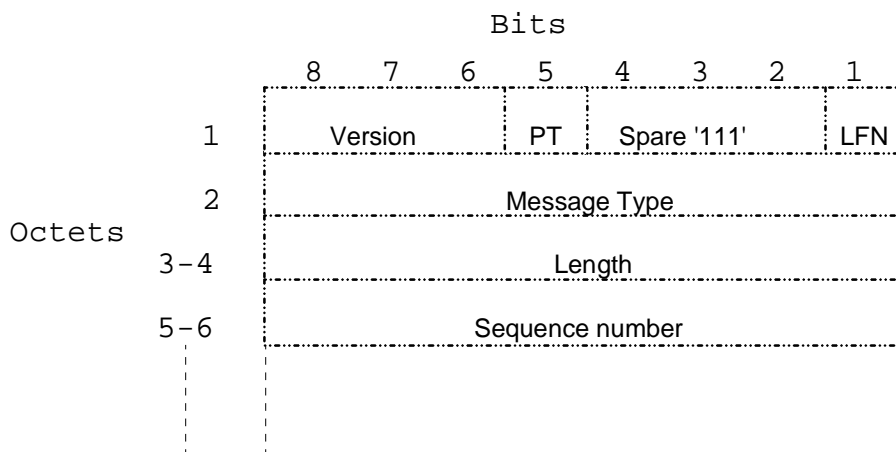 Bits
8 7 6 5 4 3 2 1
1 Version PT Spare '111' LFN
2 Message Type
Octets
3-4 Length
5-6 Sequence number